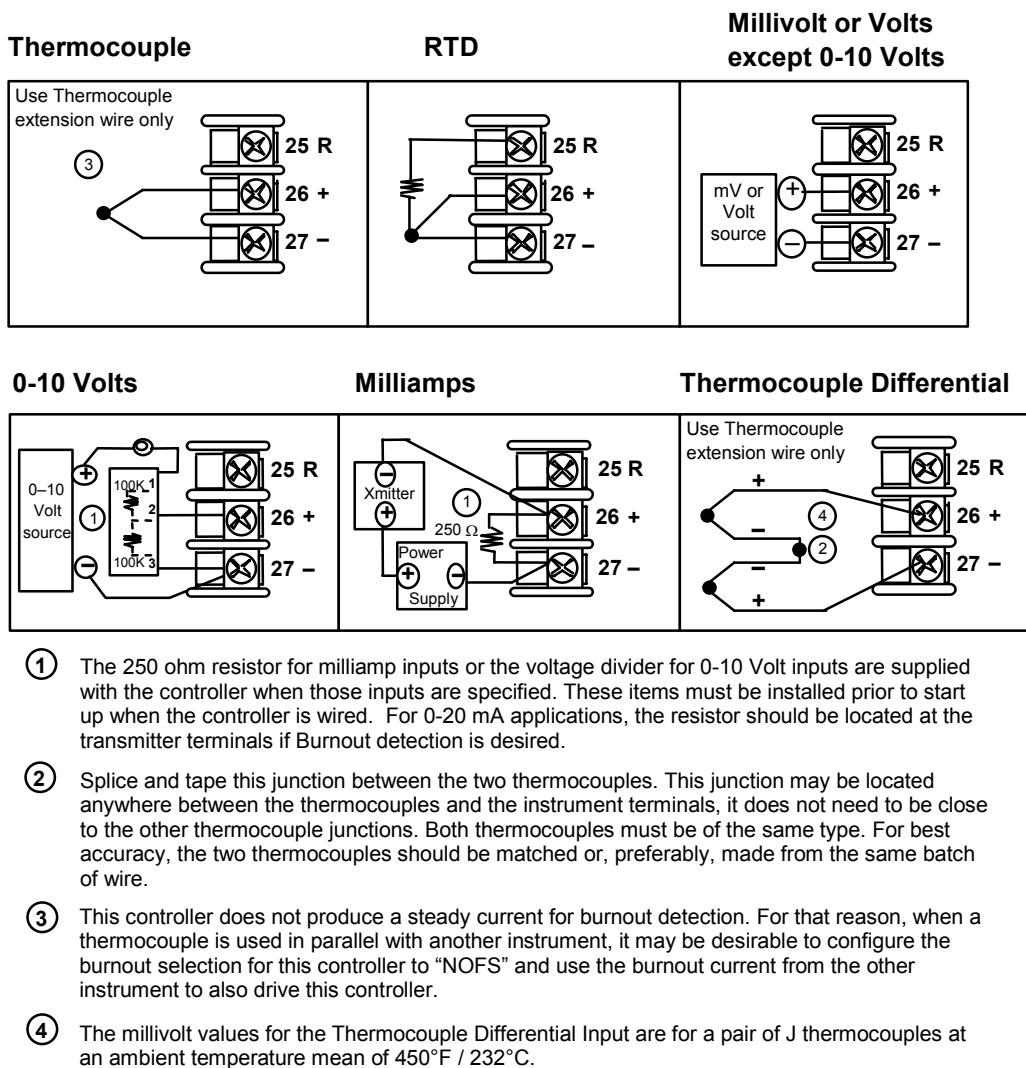 Thermocouple
RTD
Millivolt or Volts
except 0-10 Volts
Use Thermocouple
extension wire only
3
25 R
26 +
27 –
25 R
26 +
27 –
mV or
Volt
source
+
–
25 R
26 +
27 –
0-10 Volts
Milliamps
Thermocouple Differential
0–10
Volt
source
+
–
1
100K 1
2
100K 3
25 R
26 +
27 –
–
Xmitter
+
1
250 Ω
Power
+ –
Supply
25 R
26 +
27 –
Use Thermocouple
extension wire only
+
–
4
2
–
+
25 R
26 +
27 –
1 The 250 ohm resistor for milliamp inputs or the voltage divider for 0-10 Volt inputs are supplied
with the controller when those inputs are specified. These items must be installed prior to start
up when the controller is wired. For 0-20 mA applications, the resistor should be located at the
transmitter terminals if Burnout detection is desired.
2 Splice and tape this junction between the two thermocouples. This junction may be located
anywhere between the thermocouples and the instrument terminals, it does not need to be close
to the other thermocouple junctions. Both thermocouples must be of the same type. For best
accuracy, the two thermocouples should be matched or, preferably, made from the same batch
of wire.
3 This controller does not produce a steady current for burnout detection. For that reason, when a
thermocouple is used in parallel with another instrument, it may be desirable to configure the
burnout selection for this controller to “NOFS” and use the burnout current from the other
instrument to also drive this controller.
4 The millivolt values for the Thermocouple Differential Input are for a pair of J thermocouples at
an ambient temperature mean of 450°F / 232°C.